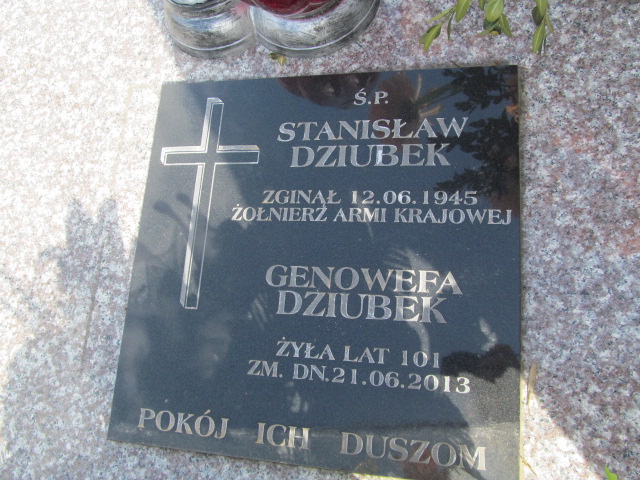 Ś.P.
STANISŁAW
DZIUBEK
ZGINĄŁ 12.06.1945
ŻOŁNIERZ ARMI KRAJOWEJ
GENOWEFA
DZIUBEK
ŻYŁA LAT 101
ZM. DN.21.06.2013
POKÓJ ICH DUSZOM